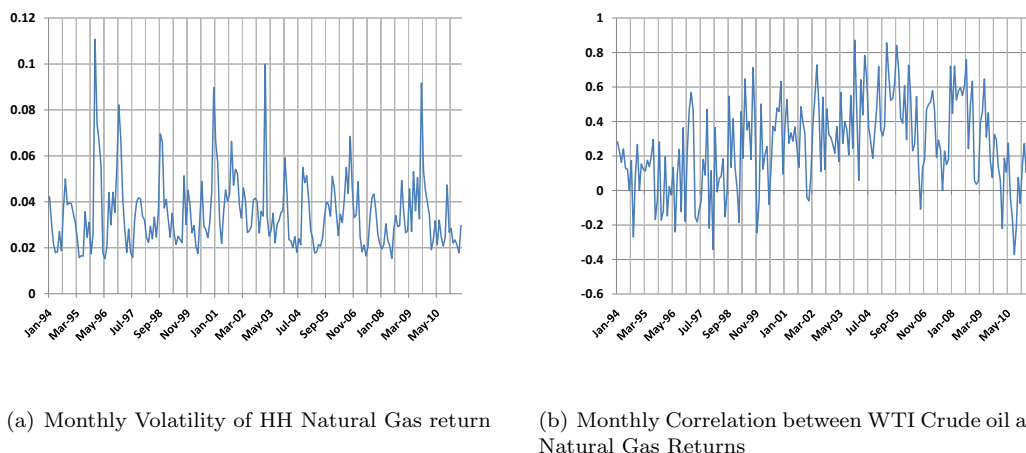 0.12
0.1
0.08
0.06
0.04
0.02
0
Jan-94
Mar-95
May-96
Jul-97
Sep-98
Nov-99
Jan-01
Mar-02
May-03
Jul-04
Sep-05
Nov-06
Jan-08
Mar-09
May-10
1
0.8
0.6
0.4
0.2
0
-0.2
-0.4
-0.6
Jan-94
Mar-95
May-96
Jul-97
Sep-98
Nov-99
Jan-01
Mar-02
May-03
Jul-04
Sep-05
Nov-06
Jan-08
Mar-09
May-10
(a) Monthly Volatility of HH Natural Gas return
(b) Monthly Correlation between WTI Crude oil a
Natural Gas Returns